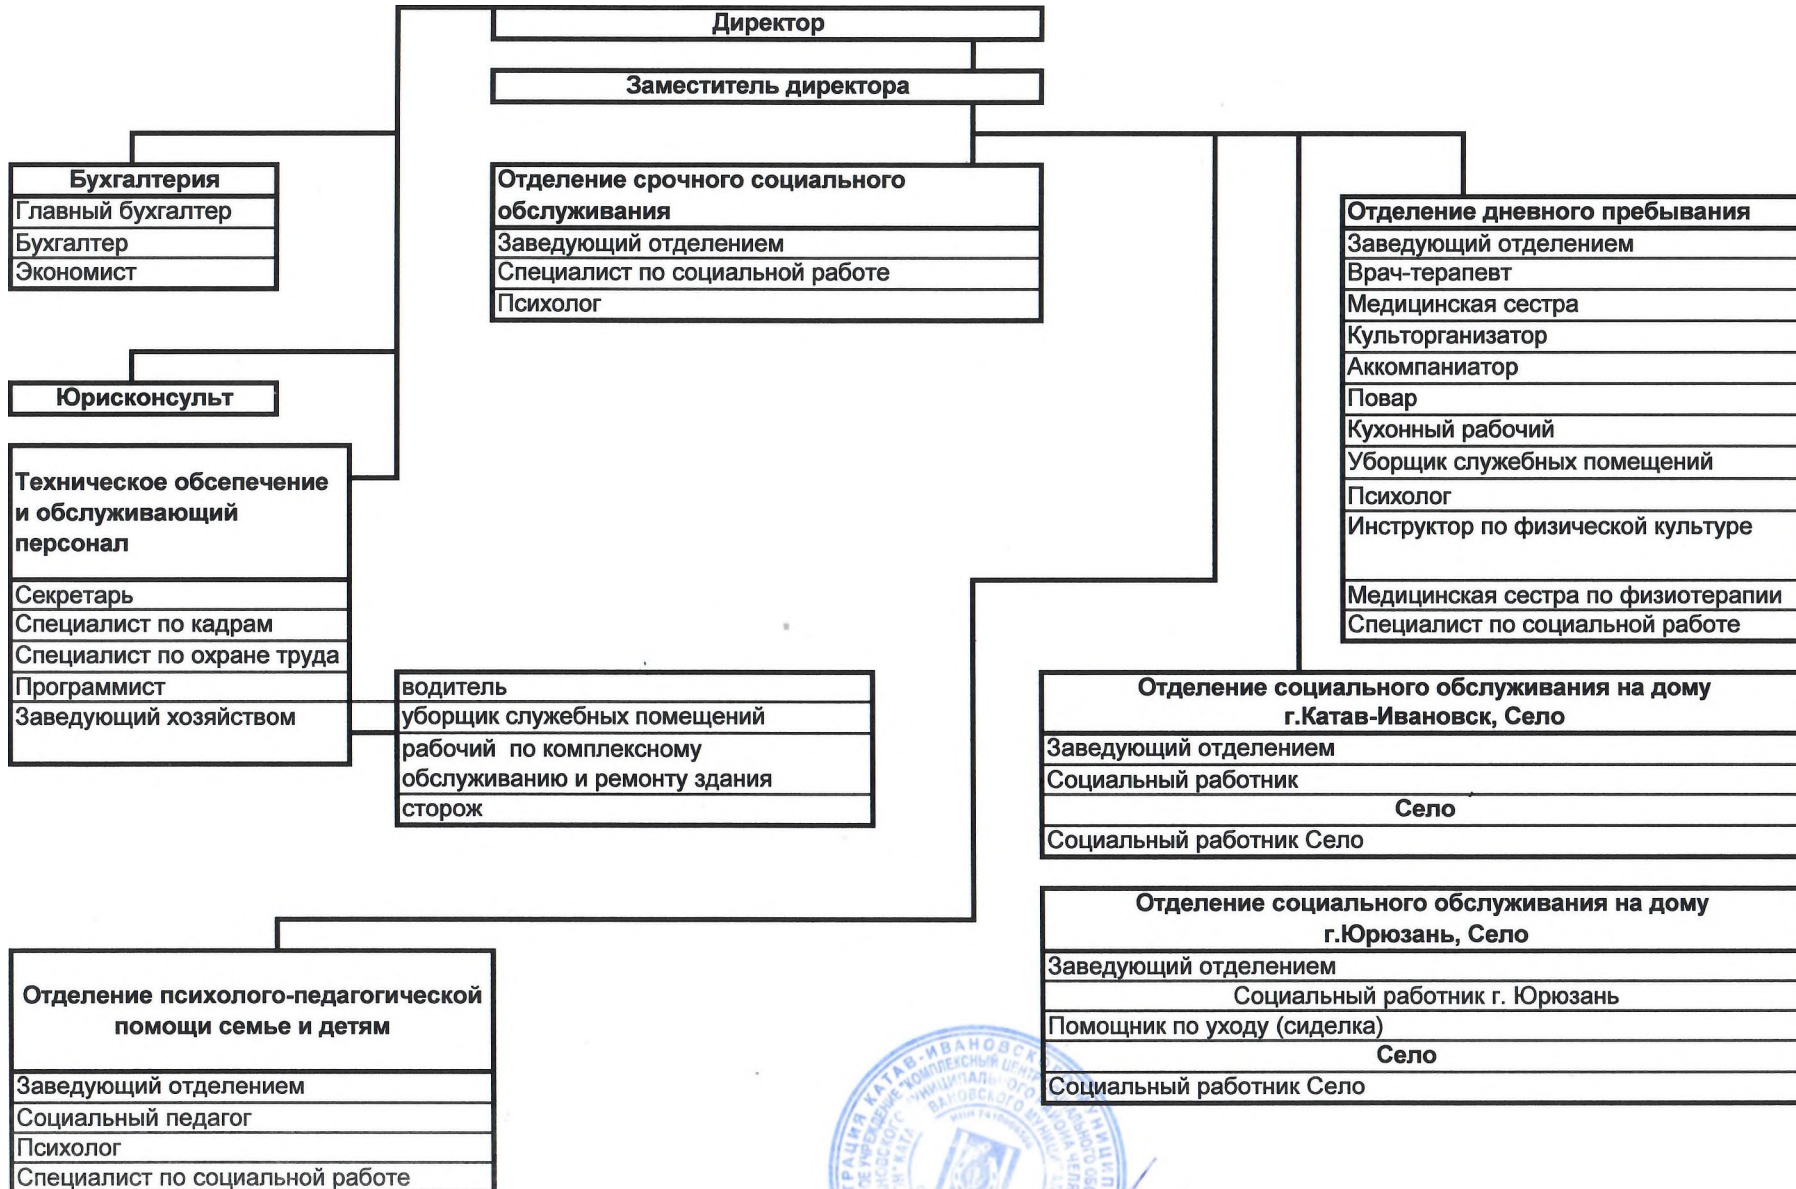 Директор
Заместитель директора
Бухгалтерия
Главный бухгалтер
Бухгалтер
Экономист
Юрисконсульт
Техническое обсепечение
и обслуживающий
персонал
Секретарь
Специалист по кадрам
Специалист по охране труда
Программист
Заведующий хозяйством
водитель
уборщик служебных помещений
рабочий по комплексному
обслуживанию и ремонту здания
сторож
Отделение срочного социального
обслуживания
Заведующий отделением
Специалист по социальной работе
Психолог
Отделение дневного пребывания
Заведующий отделением
Врач-терапевт
Медицинская сестра
Культорганизатор
Аккомпаниатор
Повар
Кухонный рабочий
Уборщик служебных помещений
Психолог
Инструктор по физической культуре
Медицинская сестра по физиотерапии
Специалист по социальной работе
Отделение социального обслуживания на дому
г.Катав-Ивановск, Село
Заведующий отделением
Социальный работник
Село
Социальный работник Село
Отделение социального обслуживания на дому
г.Юрюзань, Село
Заведующий отделением
Социальный работник г. Юрюзань
Помощник по уходу (сиделка)
Село
Социальный работник Село
Отделение психолого-педагогической
помощи семье и детям
Заведующий отделением
Социальный педагог
Психолог
Специалист по социальной работе